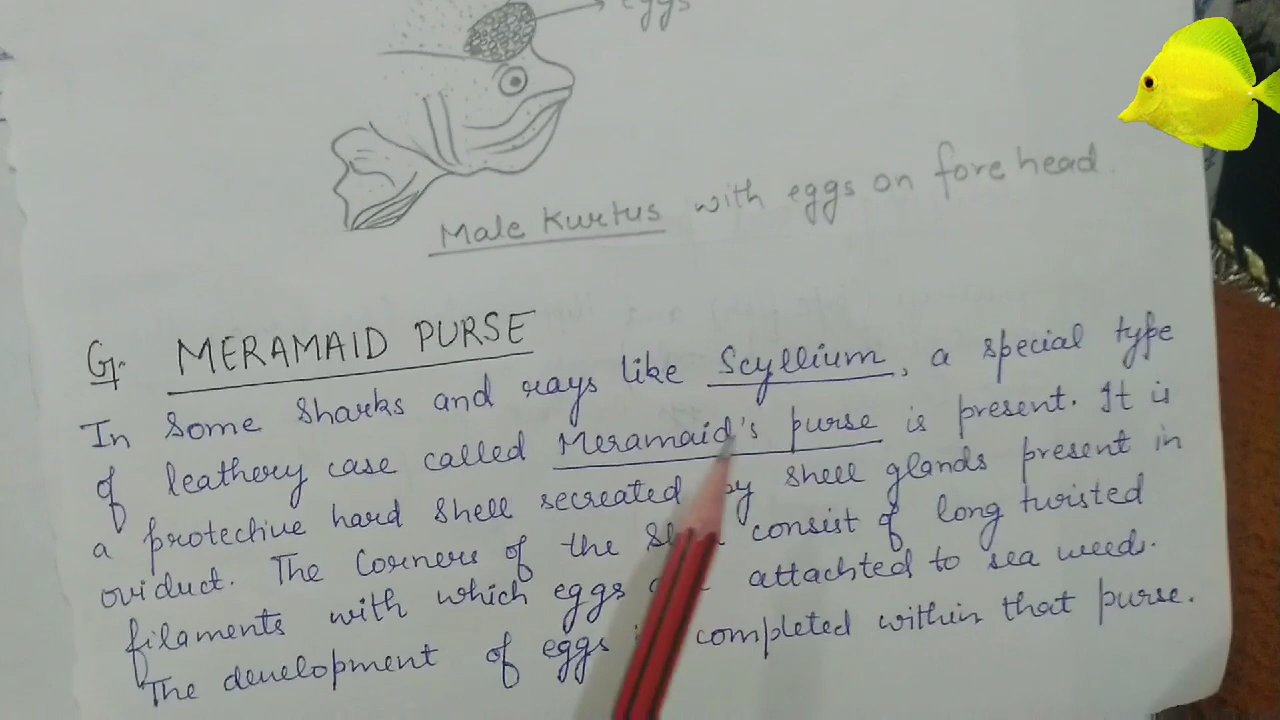 eggs
Male Kurtus with eggs on fore head.
G. MERAMAID PURSE
In some sharks and rays like Scyllium, a special type
of leathery case called Meramaid's purse is present. It is
a protective hard shell secreated by shell glands present in
oviduct. The corners of the consist of long twisted
filaments with which eggs attachted to sea weeds.
The development of eggs completed within that purse.